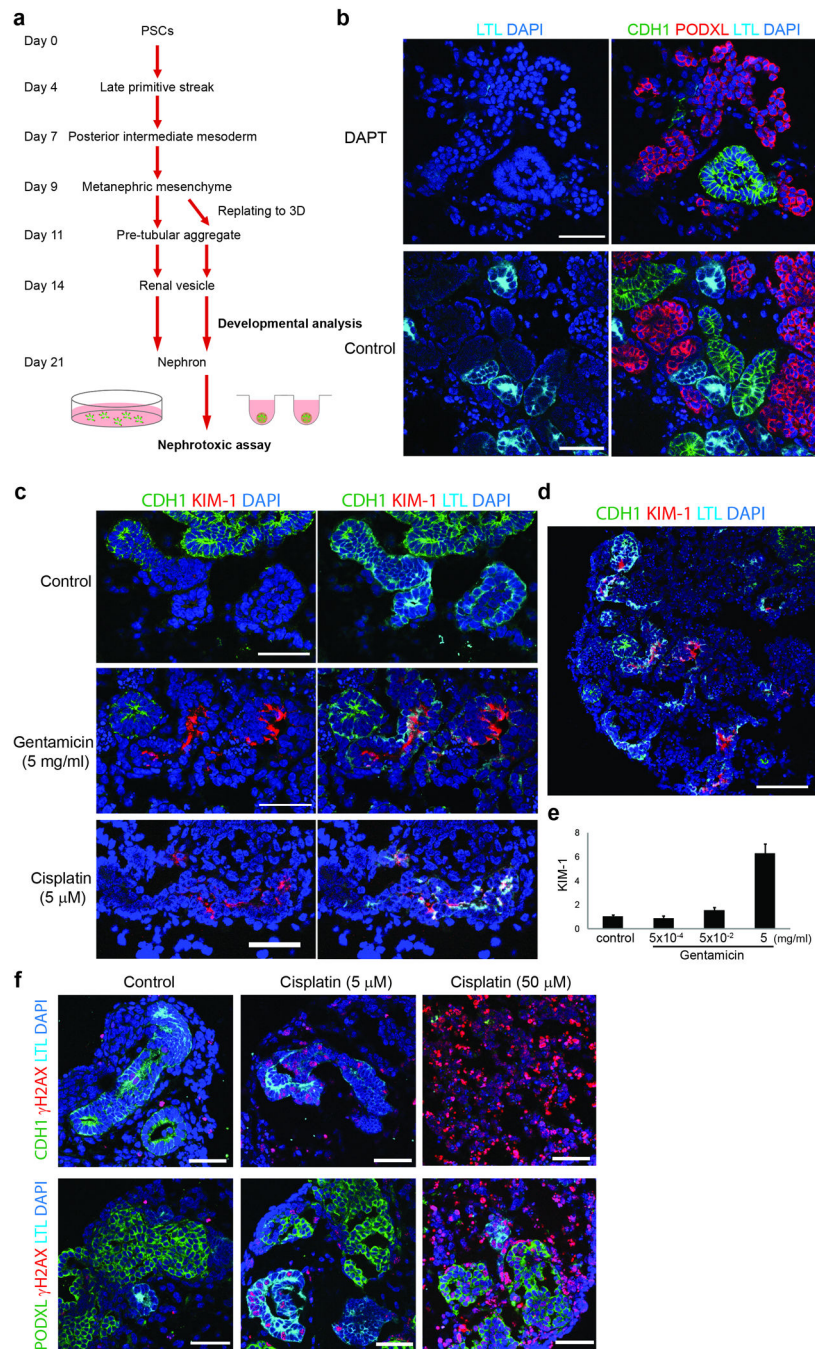 a
Day 0
PSCs
Day 4
Late primitive streak
Day 7
Posterior intermediate mesoderm
Day 9
Metanephric mesenchyme
Replating to 3D
Day 11
Pre-tubular aggregate
Day 14
Renal vesicle
Developmental analysis
Day 21
Nephron
Nephrotoxic assay
b
LTL DAPI
CDH1 PODXL LTL DAPI
DAPT
Control
c
CDH1 KIM-1 DAPI
CDH1 KIM-1 LTL DAPI
Control
Gentamicin
(5 mg/ml)
Cisplatin
(5 μM)
d
CDH1 KIM-1 LTL DAPI
e
KIM-1
8
6
4
2
0
control
5x10⁻⁴
5x10⁻²
5
(mg/ml)
Gentamicin
f
Control
Cisplatin (5 μM)
Cisplatin (50 μM)
CDH1 γH2AX LTL DAPI
PODXL γH2AX LTL DAPI